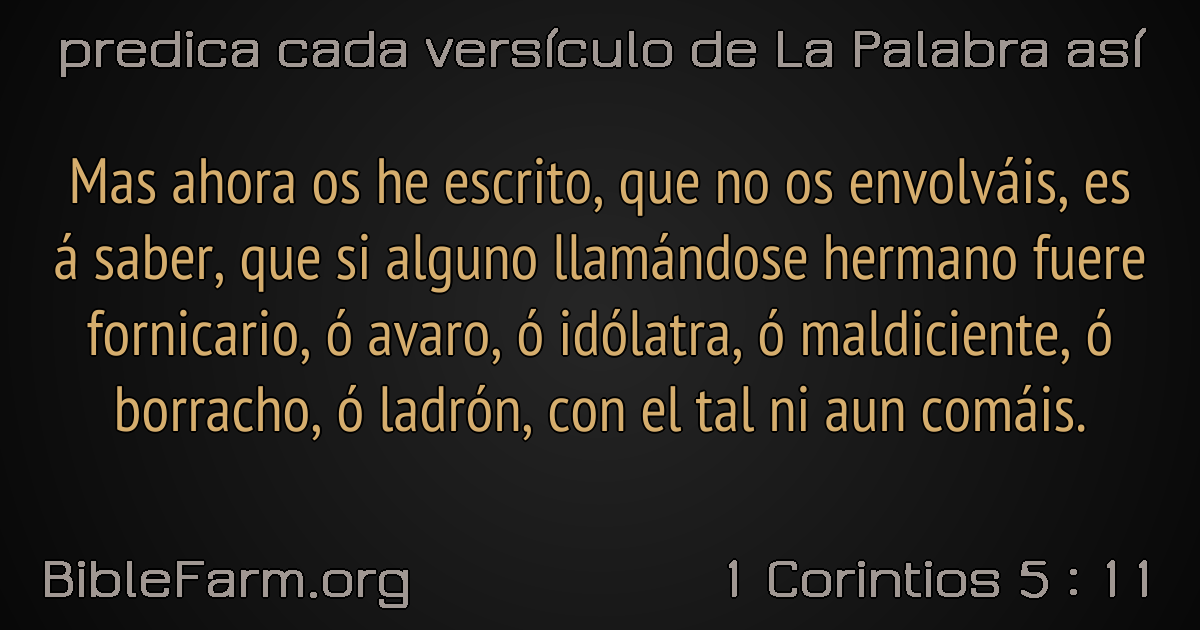 predica cada versículo de La Palabra así
Mas ahora os he escrito, que no os envolváis, es
á saber, que si alguno llamándose hermano fuere
fornicario, ó avaro, ó idólatra, ó maldiciente, ó
borracho, ó ladrón, con el tal ni aun comáis.
BibleFarm.org
1 Corintios 5 : 11